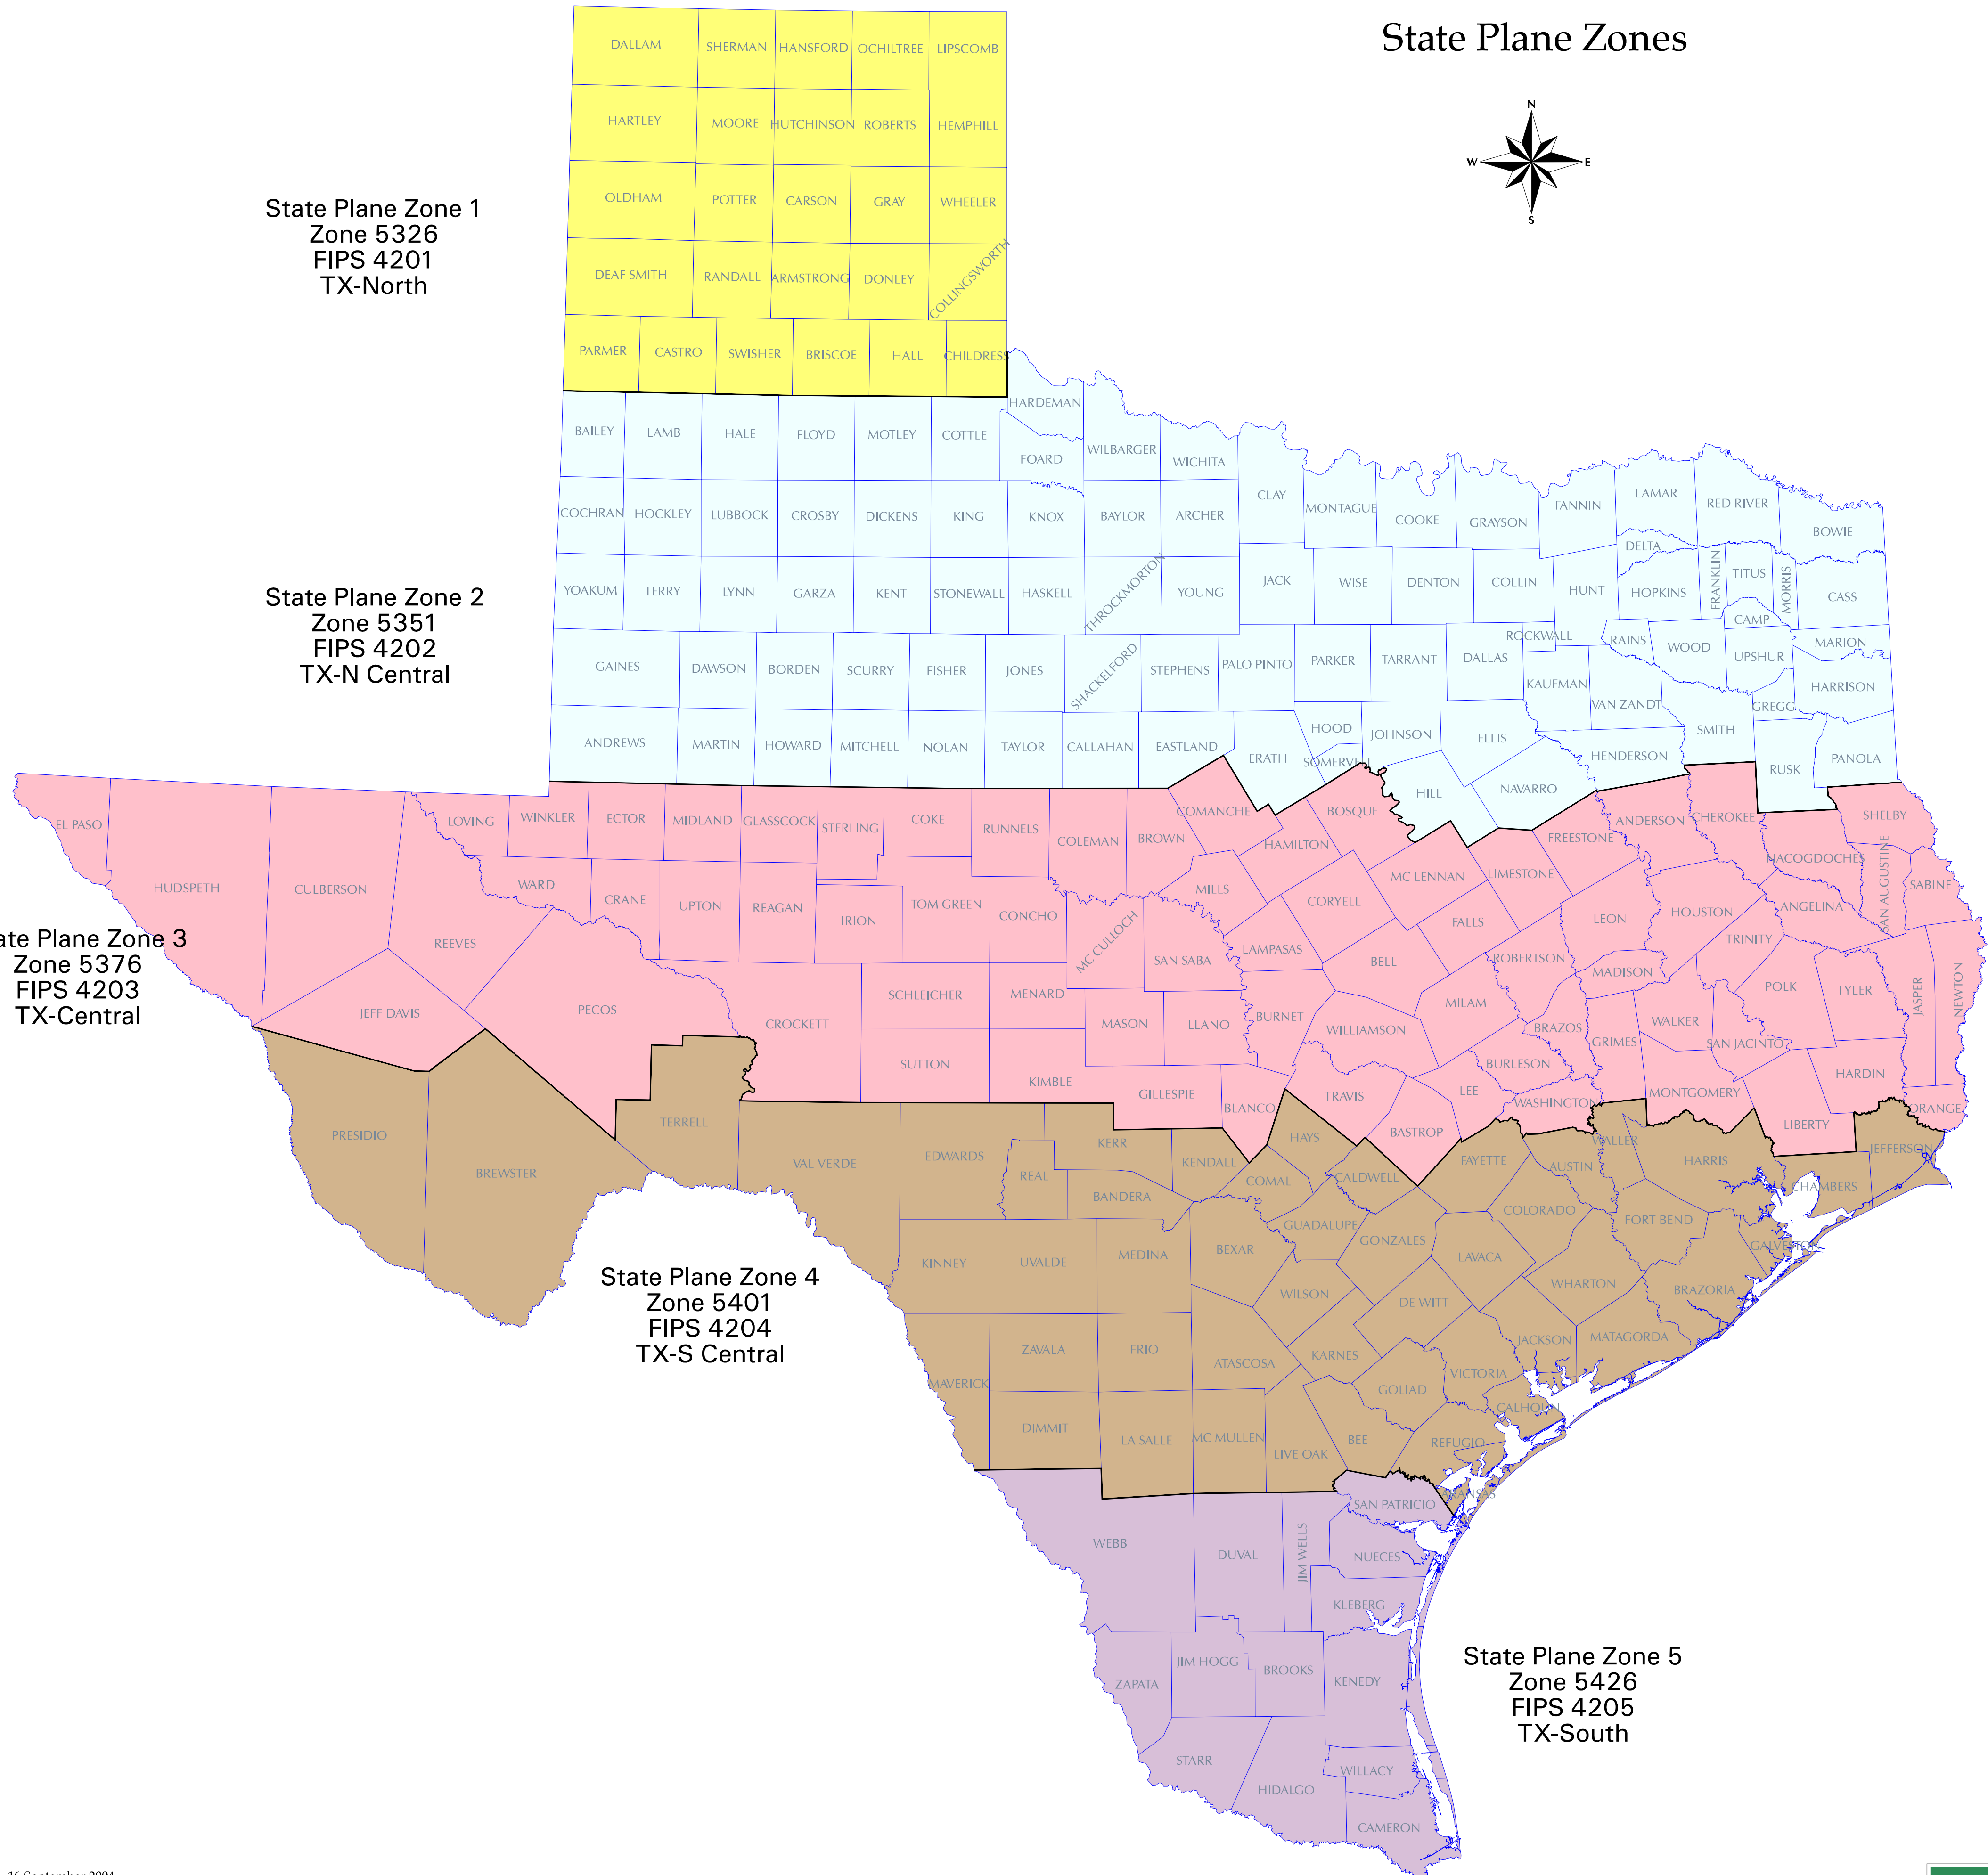 State Plane Zones
N
W E
S
State Plane Zone 1
Zone 5326
FIPS 4201
TX-North
State Plane Zone 2
Zone 5351
FIPS 4202
TX-N Central
ate Plane Zone 3
Zone 5376
FIPS 4203
TX-Central
State Plane Zone 4
Zone 5401
FIPS 4204
TX-S Central
State Plane Zone 5
Zone 5426
FIPS 4205
TX-South
DALLAM SHERMAN HANSFORD OCHILTREE LIPSCOMB
HARTLEY MOORE HUTCHINSON ROBERTS HEMPHILL
OLDHAM POTTER CARSON GRAY WHEELER
DEAF SMITH RANDALL ARMSTRONG DONLEY COLLINGSWORTH
PARMER CASTRO SWISHER BRISCOE HALL CHILDRESS
HARDEMAN
BAILEY LAMB HALE FLOYD MOTLEY COTTLE FOARD WILBARGER WICHITA
CLAY MONTAGUE COOKE GRAYSON FANNIN LAMAR RED RIVER BOWIE
COCHRAN HOCKLEY LUBBOCK CROSBY DICKENS KING KNOX BAYLOR ARCHER
DELTA FRANKLIN TITUS MORRIS CASS
YOAKUM TERRY LYNN GARZA KENT STONEWALL HASKELL THROCKMORTON YOUNG JACK WISE DENTON COLLIN HUNT HOPKINS
CAMP MARION
ROCKWALL RAINS WOOD UPSHUR HARRISON
GAINES DAWSON BORDEN SCURRY FISHER JONES SHACKELFORD STEPHENS PALO PINTO PARKER TARRANT DALLAS KAUFMAN VAN ZANDT GREGG
ANDREWS MARTIN HOWARD MITCHELL NOLAN TAYLOR CALLAHAN EASTLAND ERATH HOOD SOMERVELL JOHNSON ELLIS HENDERSON SMITH RUSK PANOLA
HILL NAVARRO
EL PASO HUDSPETH CULBERSON LOVING WINKLER ECTOR MIDLAND GLASSCOCK STERLING COKE RUNNELS COLEMAN BROWN COMANCHE HAMILTON BOSQUE FREESTONE ANDERSON CHEROKEE SHELBY
REEVES WARD CRANE UPTON REAGAN IRION TOM GREEN CONCHO MC CULLOCH MILLS CORYELL MC LENNAN LIMESTONE NACOGDOCHES SAN AUGUSTINE SABINE
SAN SABA LAMPASAS BELL FALLS LEON HOUSTON ANGELINA TRINITY
ROBERTSON MADISON POLK TYLER JASPER NEWTON
JEFF DAVIS PECOS CROCKETT SCHLEICHER MENARD MASON LLANO BURNET WILLIAMSON MILAM BRAZOS GRIMES WALKER SAN JACINTO
SUTTON KIMBLE GILLESPIE BLANCO TRAVIS BASTROP LEE BURLESON WASHINGTON MONTGOMERY LIBERTY HARDIN ORANGE
PRESIDIO BREWSTER TERRELL VAL VERDE EDWARDS REAL KERR BANDERA KENDALL COMAL HAYS CALDWELL FAYETTE AUSTIN WALLER HARRIS CHAMBERS JEFFERSON
KINNEY UVALDE MEDINA BEXAR GUADALUPE GONZALES LAVACA COLORADO FORT BEND GALVESTON
WILSON DE WITT WHARTON BRAZORIA
MAVERICK ZAVALA FRIO ATASCOSA KARNES GOLIAD VICTORIA JACKSON MATAGORDA
DIMMIT LA SALLE MC MULLEN LIVE OAK BEE REFUGIO CALHOUN
SAN PATRICIO ARANSAS
WEBB DUVAL JIM WELLS NUECES
KLEBERG
ZAPATA JIM HOGG BROOKS KENEDY
STARR HIDALGO WILLACY
CAMERON